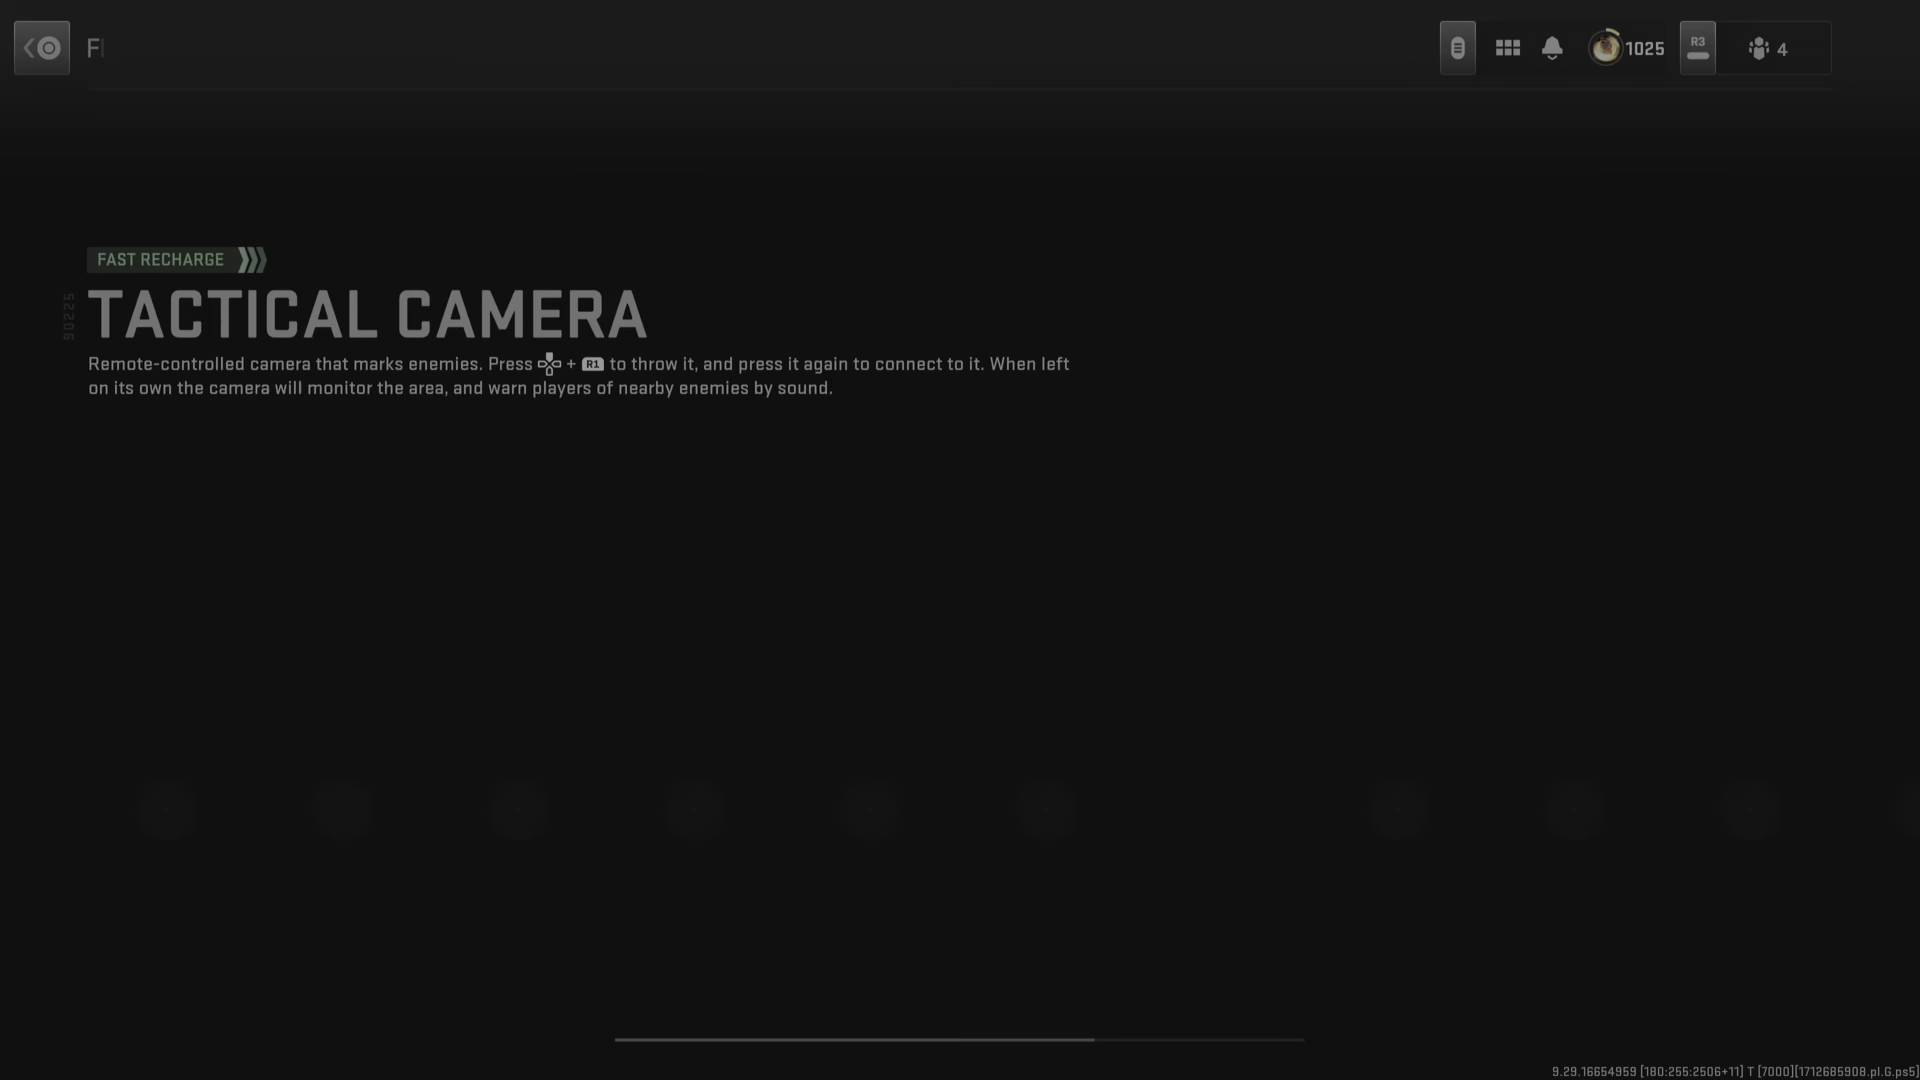 F
1025
R3
4
FAST RECHARGE
90225
TACTICAL CAMERA
Remote-controlled camera that marks enemies. Press + R1 to throw it, and press it again to connect to it. When left
on its own the camera will monitor the area, and warn players of nearby enemies by sound.
9.29.16654959 [180:255:2506+11] T [7000][1712685908.pl.G.ps5]